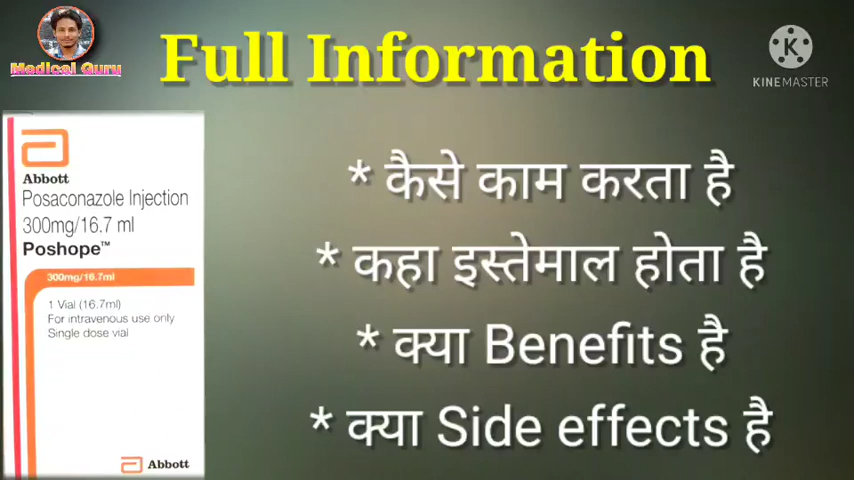 Medical Guru
Full Information
KINEMASTER
Abbott
Posaconazole Injection
300mg/16.7 ml
Poshope™
300mg/16.7ml
1 Vial (16.7ml)
For intravenous use only
Single dose vial
Abbott
* कैसे काम करता है
* कहा इस्तेमाल होता है
* क्या Benefits है
* क्या Side effects है